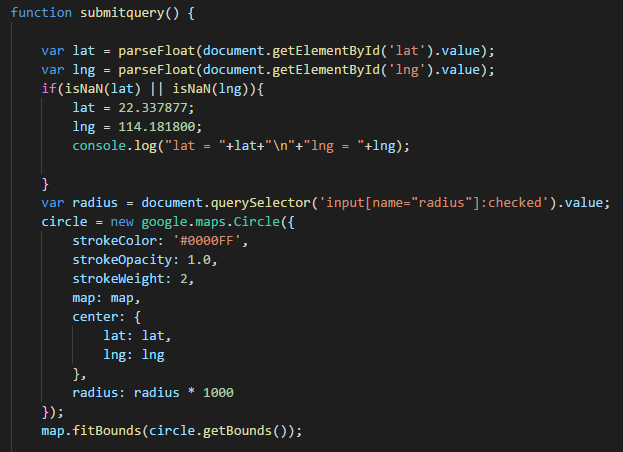 function submitquery() {
var lat = parseFloat(document.getElementById('lat').value);
var lng = parseFloat(document.getElementById('lng').value);
if(isNaN(lat) || isNaN(lng)){
lat = 22.337877;
lng = 114.181800;
console.log("lat = "+lat+"\n"+"lng = "+lng);
}
var radius = document.querySelector('input[name="radius"]:checked').value;
circle = new google.maps.Circle({
strokeColor: '#0000FF',
strokeOpacity: 1.0,
strokeWeight: 2,
map: map,
center: {
lat: lat,
lng: lng
},
radius: radius * 1000
});
map.fitBounds(circle.getBounds());